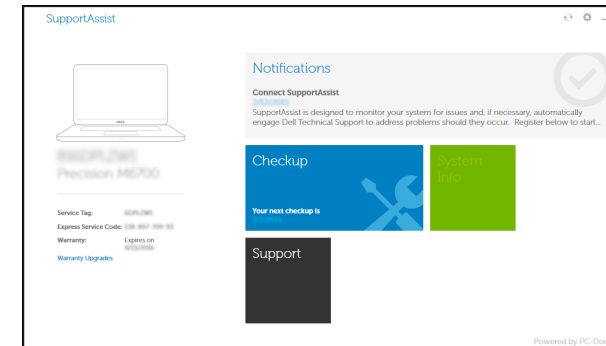 SupportAssist
DELL
Precision M6700
Service Tag:
Express Service Code:
Warranty: Expires on
Warranty Upgrades
Notifications
Connect SupportAssist
SupportAssist is designed to monitor your system for issues and, if necessary, automatically
engage Dell Technical Support to address problems should they occur. Register below to start...
Checkup
Your next checkup is
System
Info
Support
Powered by PC-Doc